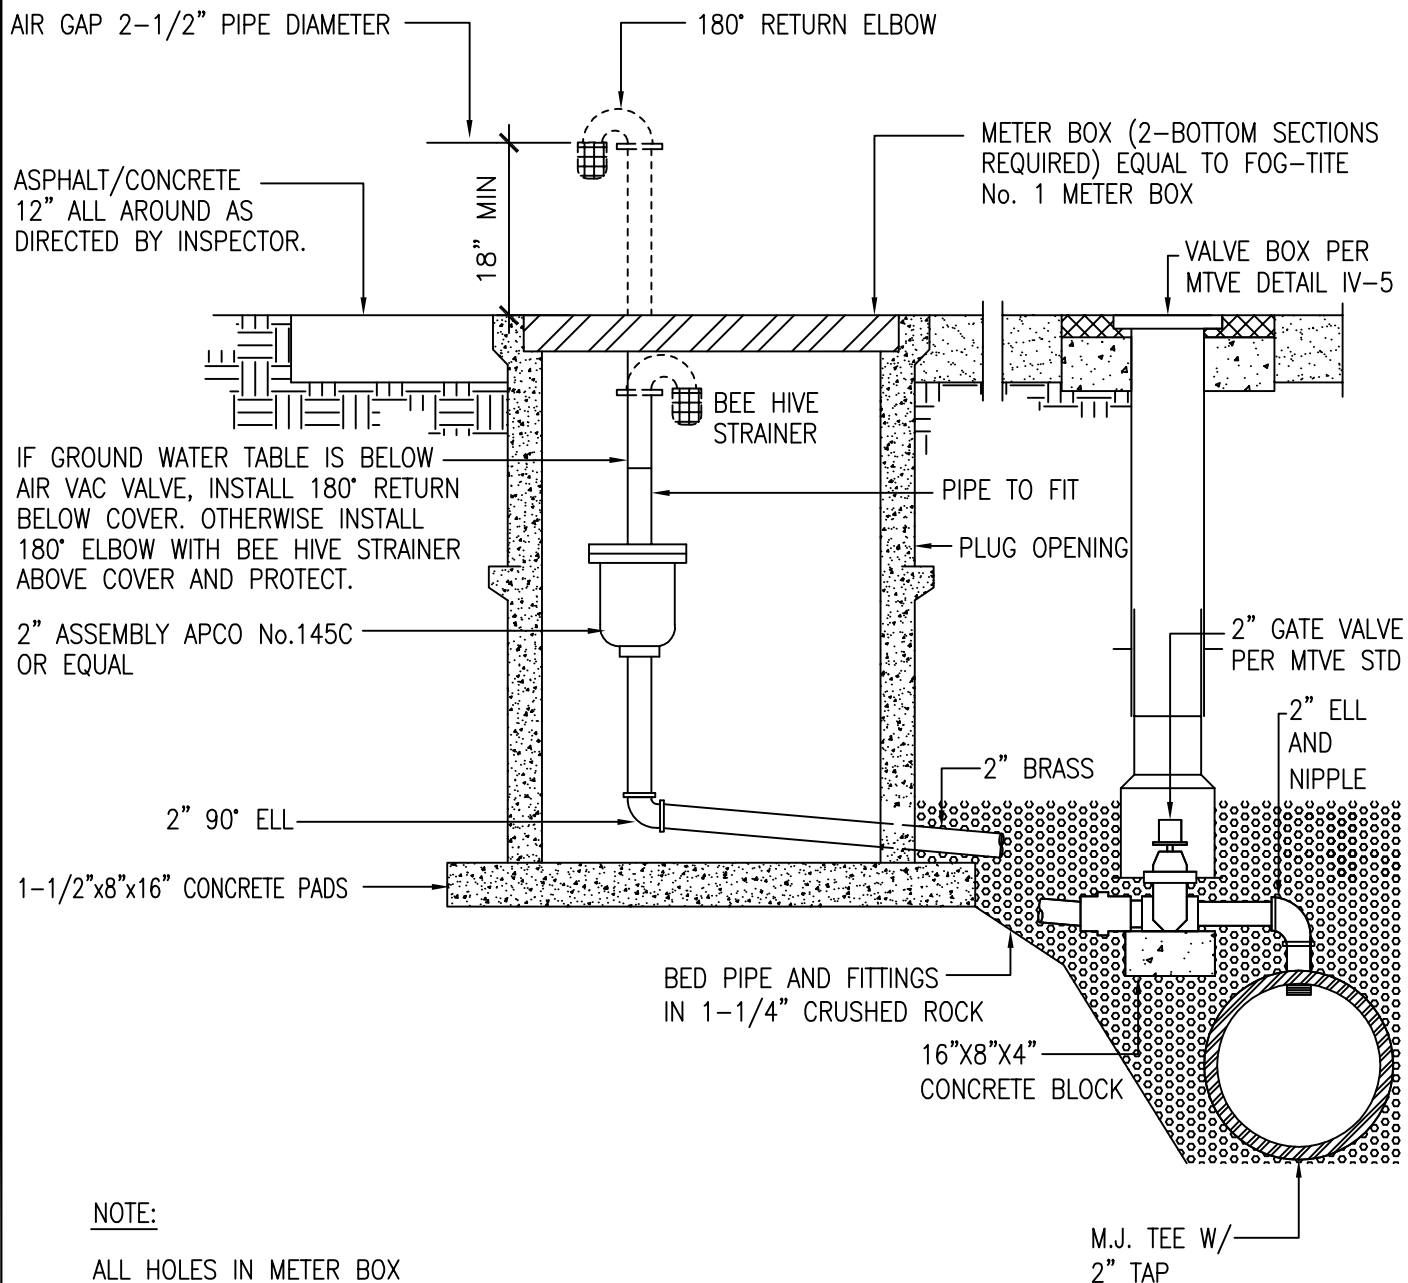 AIR GAP 2-1/2" PIPE DIAMETER
180° RETURN ELBOW
METER BOX (2-BOTTOM SECTIONS
REQUIRED) EQUAL TO FOG-TITE
No. 1 METER BOX
ASPHALT/CONCRETE
12" ALL AROUND AS
DIRECTED BY INSPECTOR.
18" MIN
VALVE BOX PER
MTVE DETAIL IV-5
BEE HIVE
STRAINER
IF GROUND WATER TABLE IS BELOW
AIR VAC VALVE, INSTALL 180° RETURN
BELOW COVER. OTHERWISE INSTALL
180° ELBOW WITH BEE HIVE STRAINER
ABOVE COVER AND PROTECT.
PIPE TO FIT
PLUG OPENING
2" ASSEMBLY APCO No.145C
OR EQUAL
2" GATE VALVE
PER MTVE STD
2" ELL
AND
NIPPLE
2" BRASS
2" 90° ELL
1-1/2"x8"x16" CONCRETE PADS
BED PIPE AND FITTINGS
IN 1-1/4" CRUSHED ROCK
16"X8"X4"
CONCRETE BLOCK
M.J. TEE W/
2" TAP
NOTE:
ALL HOLES IN METER BOX